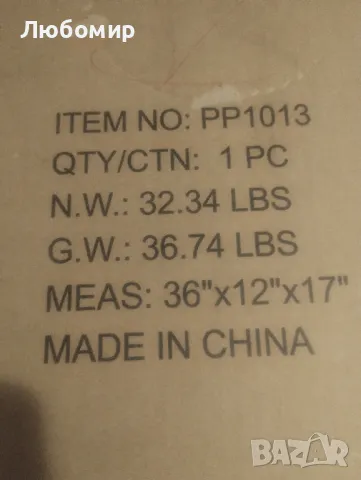 Любомир
ITEM NO: PP1013
QTY/CTN: 1 PC
N.W.: 32.34 LBS
G.W.: 36.74 LBS
MEAS: 36"x12"x17"
MADE IN CHINA
BAZAR